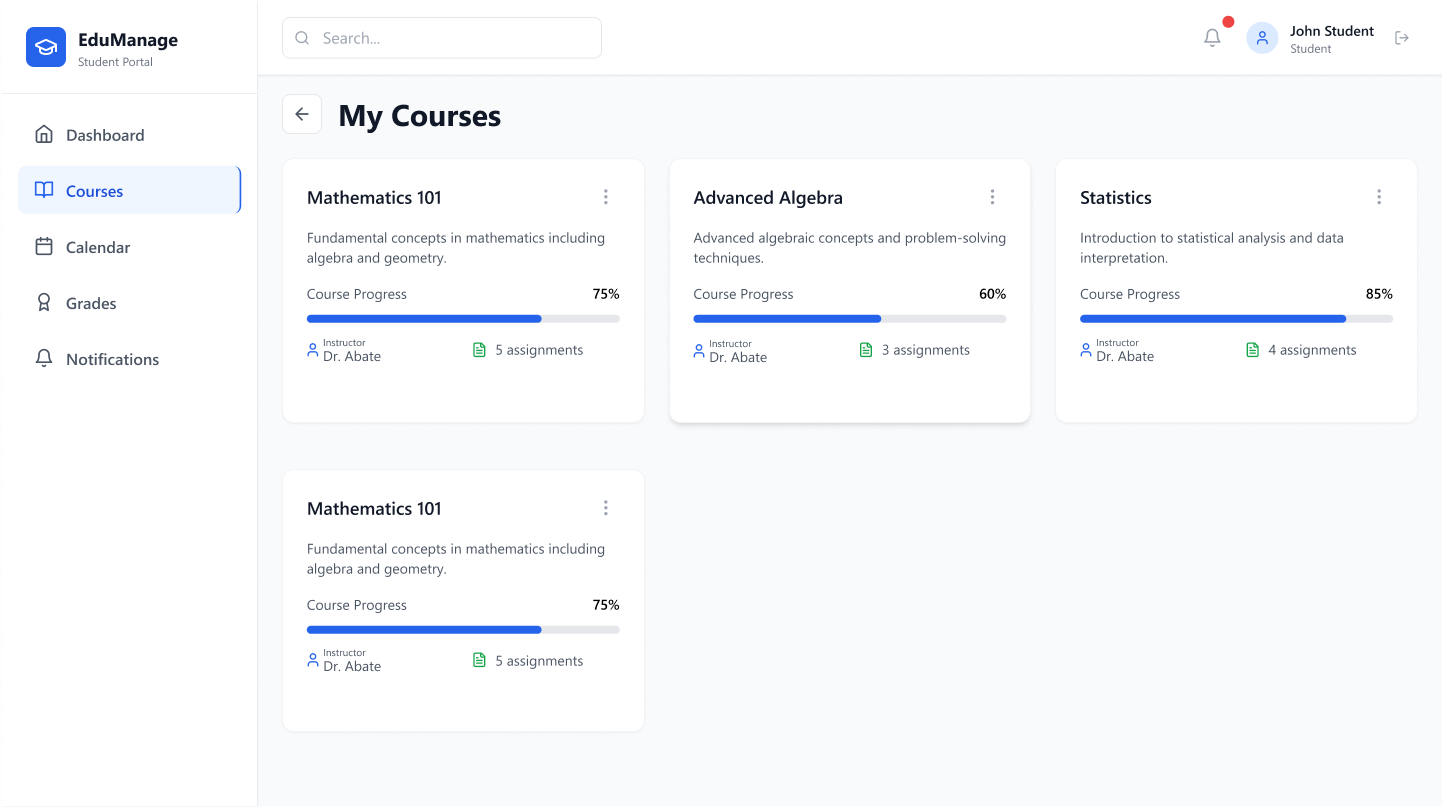 EduManage
Student Portal
Dashboard
Courses
Calendar
Grades
Notifications
Search...
John Student
Student
My Courses
Mathematics 101
Fundamental concepts in mathematics including
algebra and geometry.
Course Progress 75%
Instructor
Dr. Abate
5 assignments
Advanced Algebra
Advanced algebraic concepts and problem-solving
techniques.
Course Progress 60%
Instructor
Dr. Abate
3 assignments
Statistics
Introduction to statistical analysis and data
interpretation.
Course Progress 85%
Instructor
Dr. Abate
4 assignments
Mathematics 101
Fundamental concepts in mathematics including
algebra and geometry.
Course Progress 75%
Instructor
Dr. Abate
5 assignments